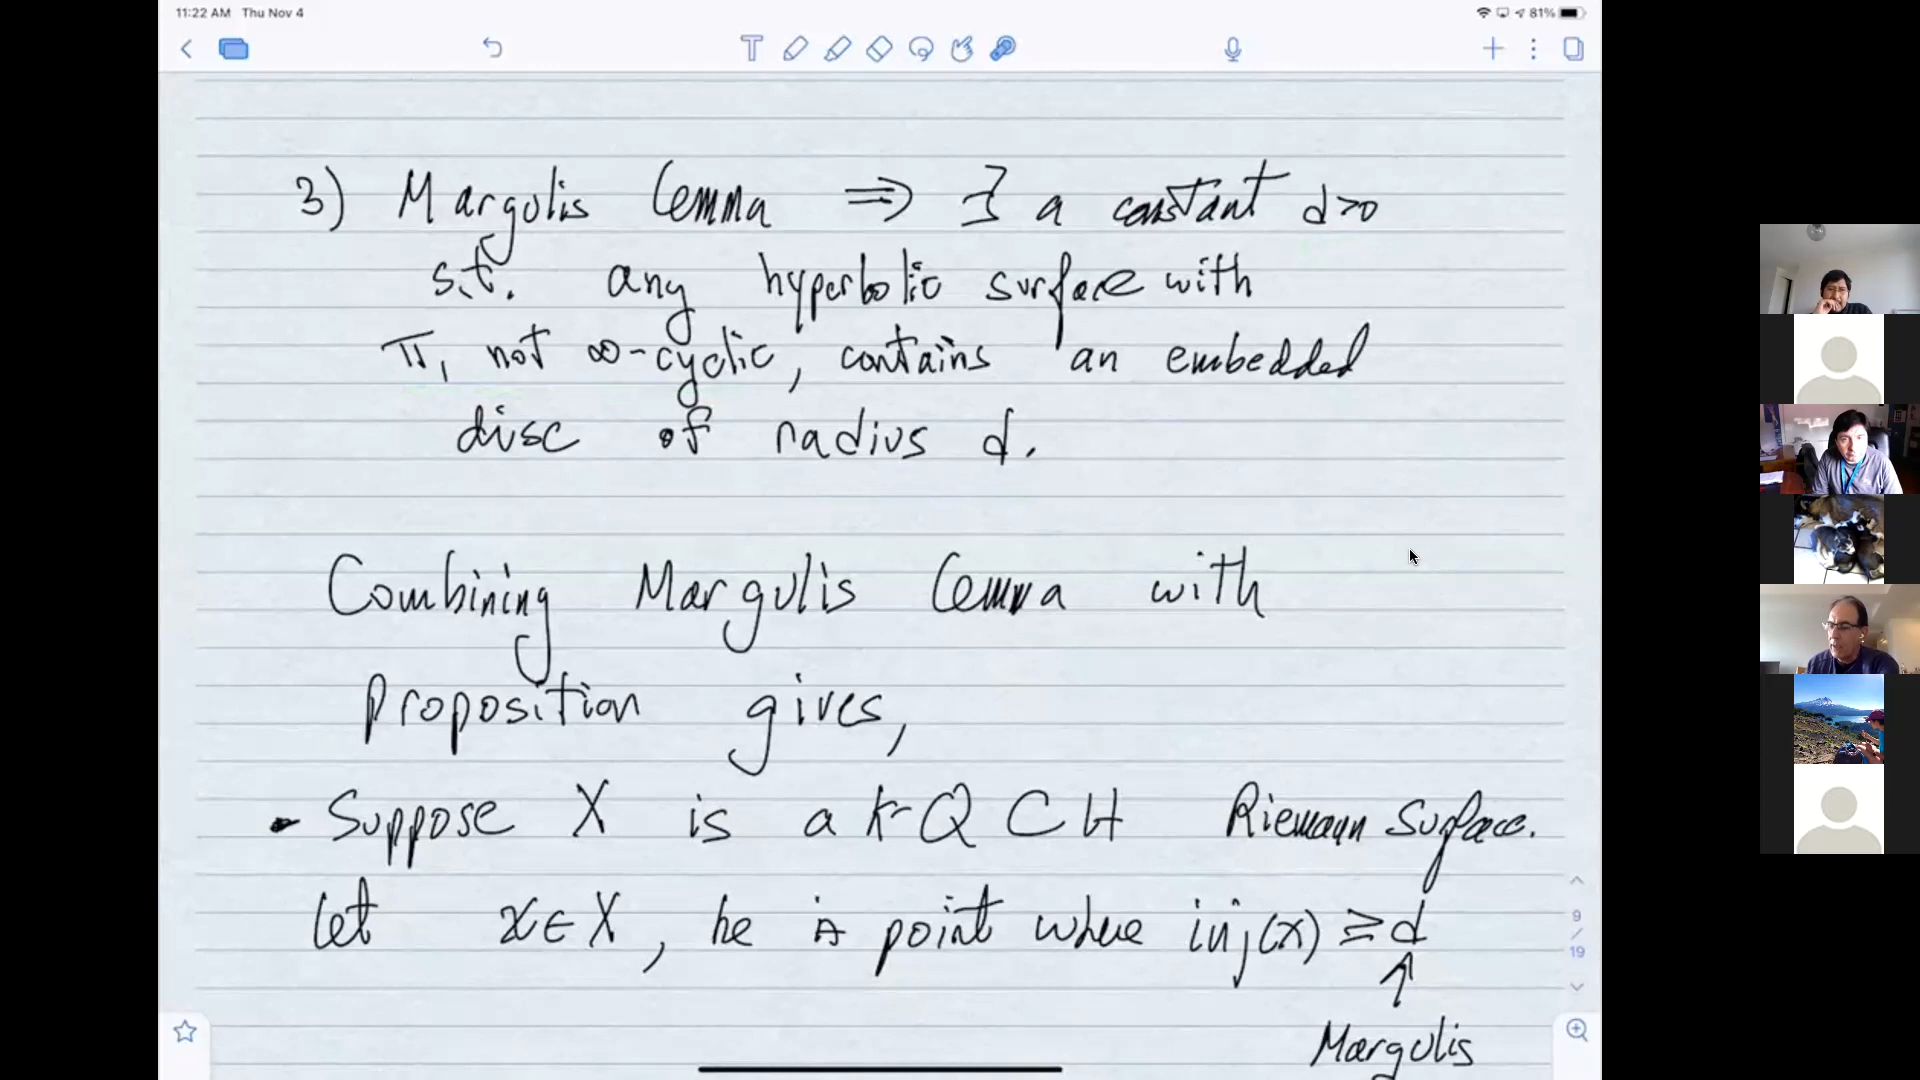 11:22 AM Thu Nov 4
81%
3) Margulis Lemma ⇒ ∃ a constant d>0
s.t. any hyperbolic surface with
π₁ not ∞-cyclic, contains an embedded
disc of radius d.
Combining Margulis Lemma with
Proposition gives,
- Suppose X is a K-QCH Riemann Surface.
Let x∈X, be a point where inj(x) ≥ d
↑
Margulis
9
/
19